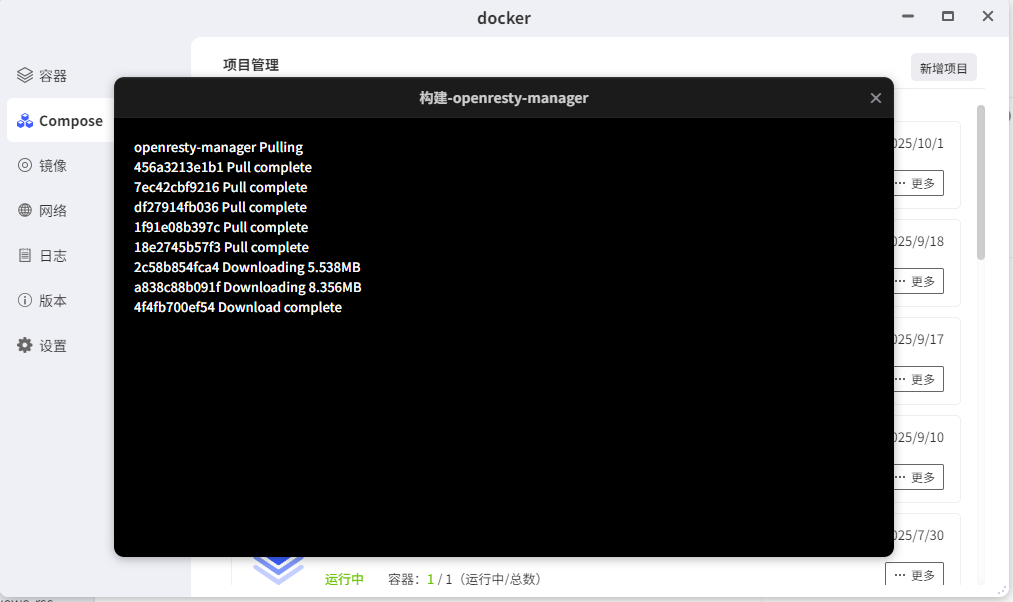 docker
容器
Compose
镜像
网络
日志
版本
设置
项目管理
新增项目
构建-openresty-manager
openresty-manager Pulling
456a3213e1b1 Pull complete
7ec42cbf9216 Pull complete
df27914fb036 Pull complete
1f91e08b397c Pull complete
18e2745b57f3 Pull complete
2c58b854fca4 Downloading 5.538MB
a838c88b091f Downloading 8.356MB
4f4fb700ef54 Download complete
025/10/1
··· 更多
025/9/18
··· 更多
025/9/17
··· 更多
025/9/10
··· 更多
025/7/30
··· 更多
运行中 容器：1 / 1（运行中/总数）